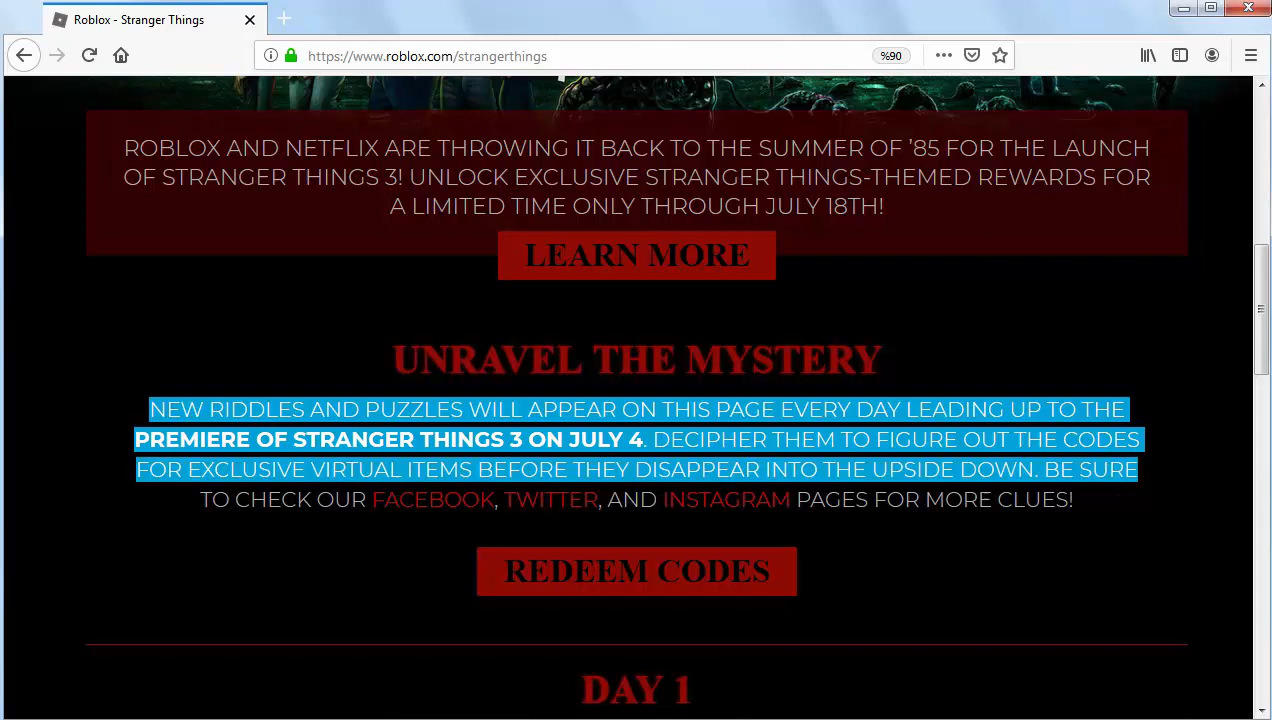 Roblox - Stranger Things
https://www.roblox.com/strangerthings
%90
ROBLOX AND NETFLIX ARE THROWING IT BACK TO THE SUMMER OF '85 FOR THE LAUNCH
OF STRANGER THINGS 3! UNLOCK EXCLUSIVE STRANGER THINGS-THEMED REWARDS FOR
A LIMITED TIME ONLY THROUGH JULY 18TH!
LEARN MORE
UNRAVEL THE MYSTERY
NEW RIDDLES AND PUZZLES WILL APPEAR ON THIS PAGE EVERY DAY LEADING UP TO THE
PREMIERE OF STRANGER THINGS 3 ON JULY 4. DECIPHER THEM TO FIGURE OUT THE CODES
FOR EXCLUSIVE VIRTUAL ITEMS BEFORE THEY DISAPPEAR INTO THE UPSIDE DOWN. BE SURE
TO CHECK OUR FACEBOOK, TWITTER, AND INSTAGRAM PAGES FOR MORE CLUES!
REDEEM CODES
DAY 1